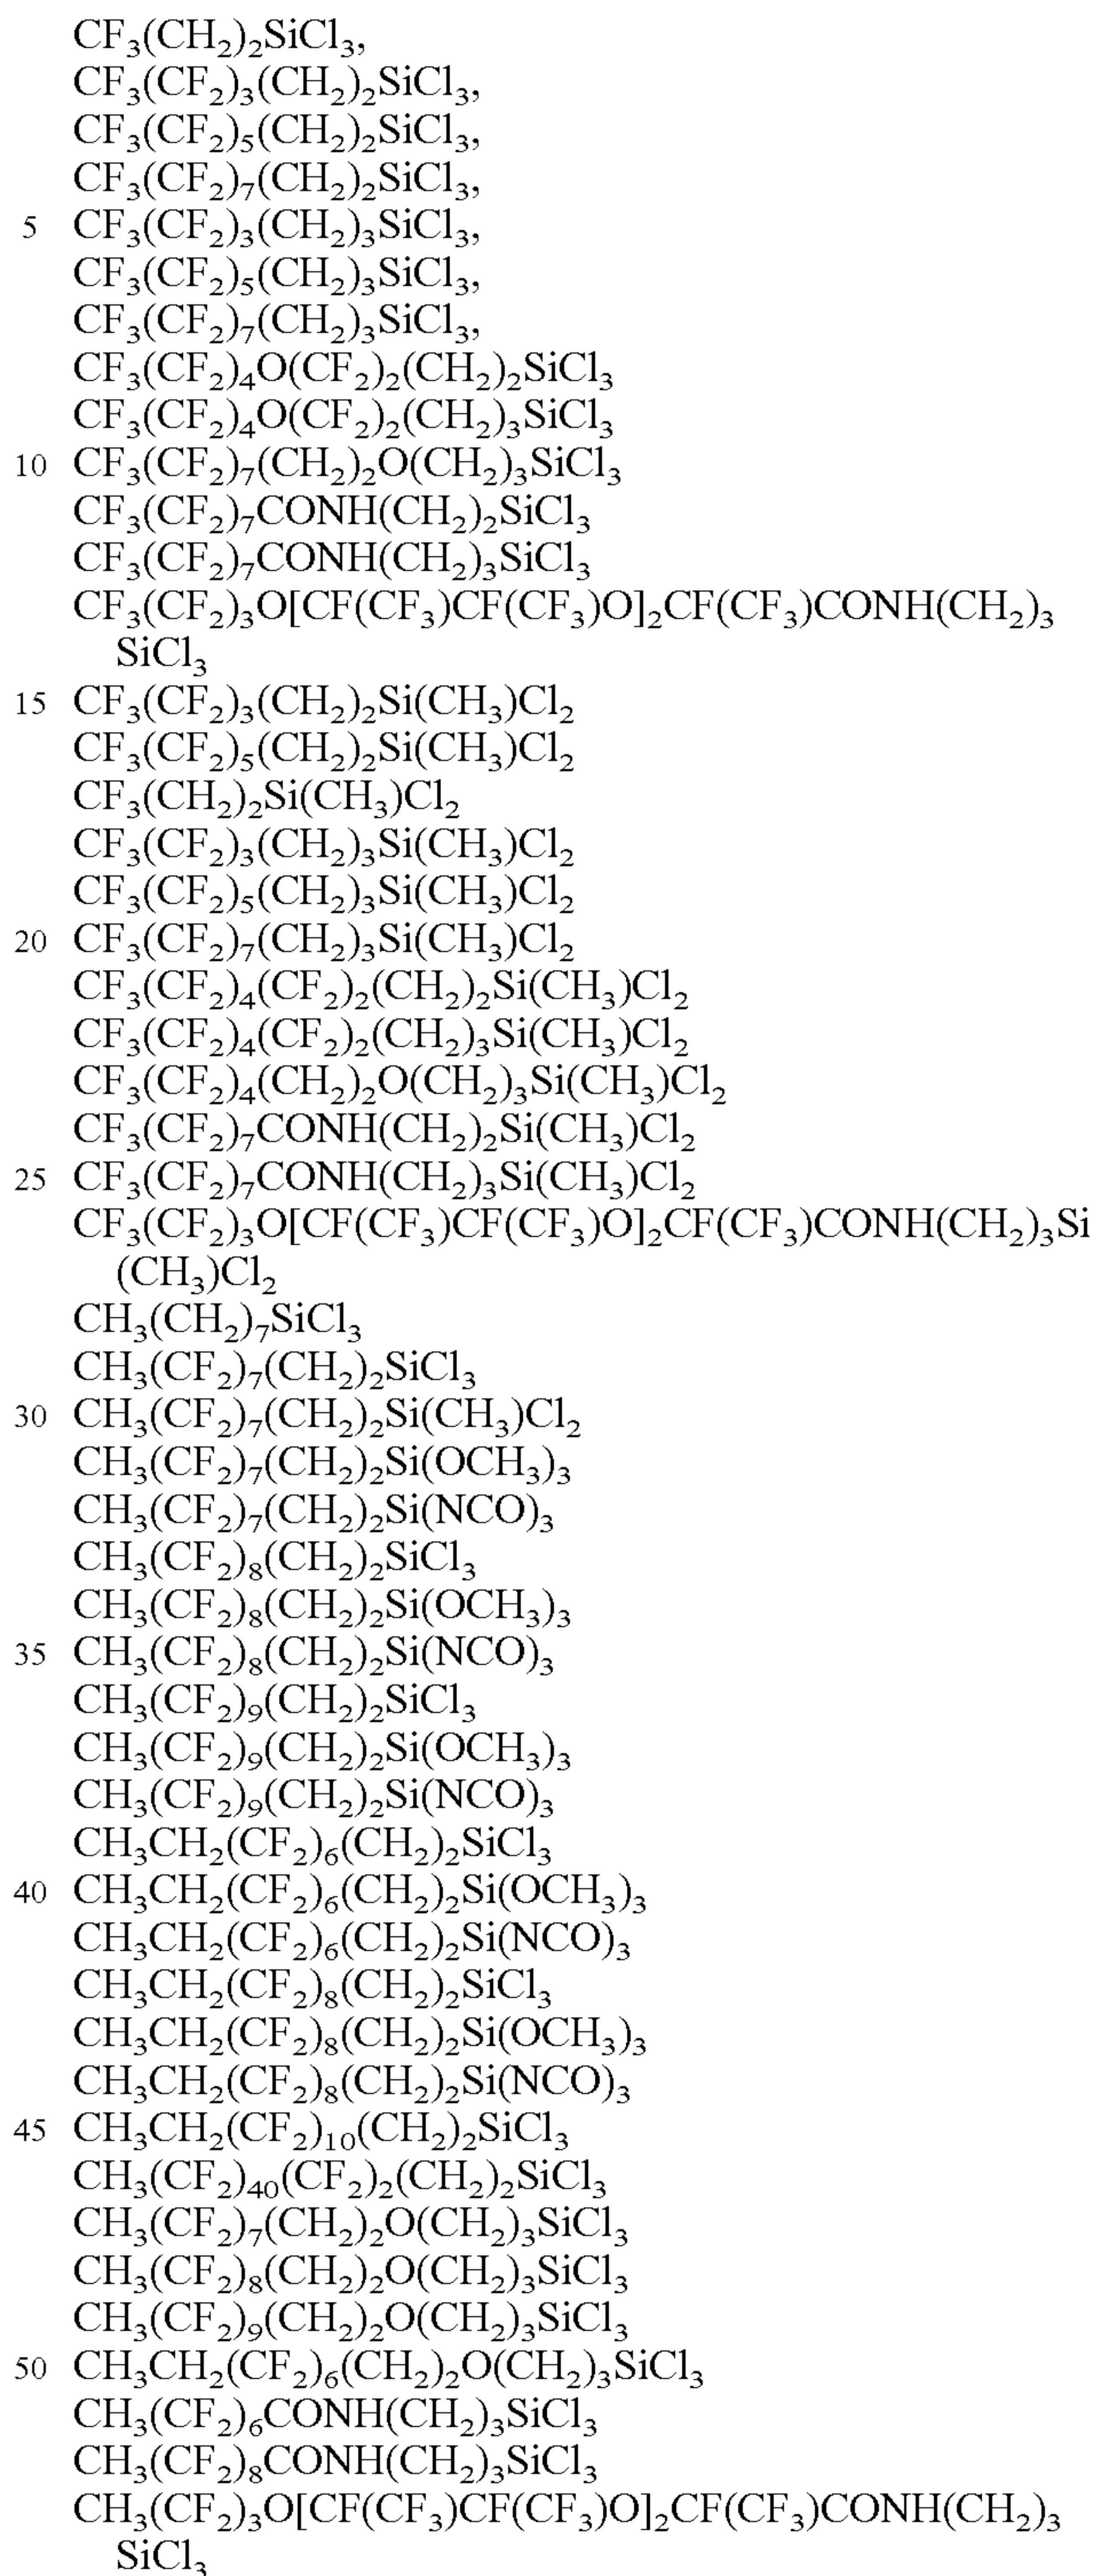 CF₃(CH₂)₂SiCl₃,
CF₃(CF₂)₃(CH₂)₂SiCl₃,
CF₃(CF₂)₅(CH₂)₂SiCl₃,
CF₃(CF₂)₇(CH₂)₂SiCl₃,
5 CF₃(CF₂)₃(CH₂)₃SiCl₃,
CF₃(CF₂)₅(CH₂)₃SiCl₃,
CF₃(CF₂)₇(CH₂)₃SiCl₃,
CF₃(CF₂)₄O(CF₂)₂(CH₂)₂SiCl₃
CF₃(CF₂)₄O(CF₂)₂(CH₂)₃SiCl₃
10 CF₃(CF₂)₇(CH₂)₂O(CH₂)₃SiCl₃
CF₃(CF₂)₇CONH(CH₂)₂SiCl₃
CF₃(CF₂)₇CONH(CH₂)₃SiCl₃
CF₃(CF₂)₃O[CF(CF₃)CF(CF₃)O]₂CF(CF₃)CONH(CH₂)₃
SiCl₃
15 CF₃(CF₂)₃(CH₂)₂Si(CH₃)Cl₂
CF₃(CF₂)₅(CH₂)₂Si(CH₃)Cl₂
CF₃(CH₂)₂Si(CH₃)Cl₂
CF₃(CF₂)₃(CH₂)₃Si(CH₃)Cl₂
CF₃(CF₂)₅(CH₂)₃Si(CH₃)Cl₂
20 CF₃(CF₂)₇(CH₂)₃Si(CH₃)Cl₂
CF₃(CF₂)₄(CF₂)₂(CH₂)₂Si(CH₃)Cl₂
CF₃(CF₂)₄(CF₂)₂(CH₂)₃Si(CH₃)Cl₂
CF₃(CF₂)₄(CH₂)₂O(CH₂)₃Si(CH₃)Cl₂
CF₃(CF₂)₇CONH(CH₂)₂Si(CH₃)Cl₂
25 CF₃(CF₂)₇CONH(CH₂)₃Si(CH₃)Cl₂
CF₃(CF₂)₃O[CF(CF₃)CF(CF₃)O]₂CF(CF₃)CONH(CH₂)₃Si
(CH₃)Cl₂
CH₃(CH₂)₇SiCl₃
CH₃(CF₂)₇(CH₂)₂SiCl₃
30 CH₃(CF₂)₇(CH₂)₂Si(CH₃)Cl₂
CH₃(CF₂)₇(CH₂)₂Si(OCH₃)₃
CH₃(CF₂)₇(CH₂)₂Si(NCO)₃
CH₃(CF₂)₈(CH₂)₂SiCl₃
CH₃(CF₂)₈(CH₂)₂Si(OCH₃)₃
35 CH₃(CF₂)₈(CH₂)₂Si(NCO)₃
CH₃(CF₂)₉(CH₂)₂SiCl₃
CH₃(CF₂)₉(CH₂)₂Si(OCH₃)₃
CH₃(CF₂)₉(CH₂)₂Si(NCO)₃
CH₃CH₂(CF₂)₆(CH₂)₂SiCl₃
40 CH₃CH₂(CF₂)₆(CH₂)₂Si(OCH₃)₃
CH₃CH₂(CF₂)₆(CH₂)₂Si(NCO)₃
CH₃CH₂(CF₂)₈(CH₂)₂SiCl₃
CH₃CH₂(CF₂)₈(CH₂)₂Si(OCH₃)₃
CH₃CH₂(CF₂)₈(CH₂)₂Si(NCO)₃
45 CH₃CH₂(CF₂)₁₀(CH₂)₂SiCl₃
CH₃(CF₂)₄₀(CF₂)₂(CH₂)₂SiCl₃
CH₃(CF₂)₇(CH₂)₂O(CH₂)₃SiCl₃
CH₃(CF₂)₈(CH₂)₂O(CH₂)₃SiCl₃
CH₃(CF₂)₉(CH₂)₂O(CH₂)₃SiCl₃
50 CH₃CH₂(CF₂)₆(CH₂)₂O(CH₂)₃SiCl₃
CH₃(CF₂)₆CONH(CH₂)₃SiCl₃
CH₃(CF₂)₈CONH(CH₂)₃SiCl₃
CH₃(CF₂)₃O[CF(CF₃)CF(CF₃)O]₂CF(CF₃)CONH(CH₂)₃
SiCl₃